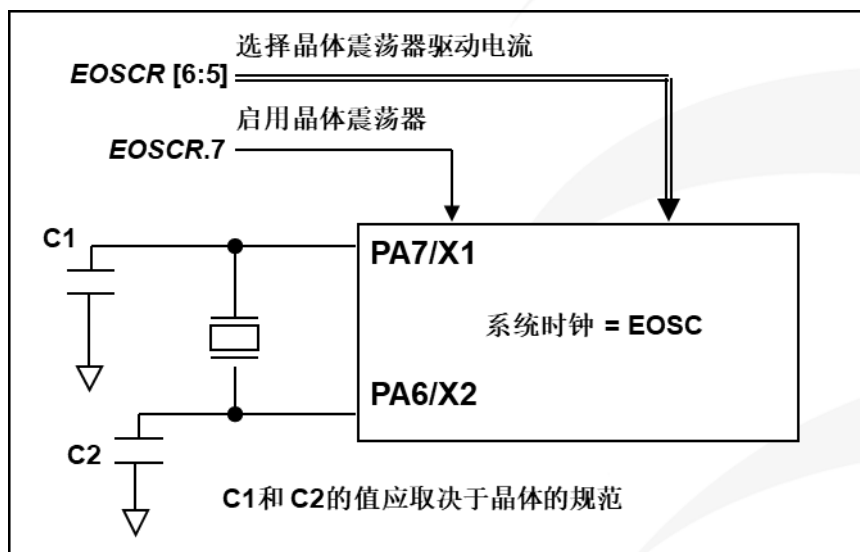 选择晶体震荡器驱动电流
EOSCR [6:5]
启用晶体震荡器
EOSCR.7
C1
PA7/X1
系统时钟 = EOSC
PA6/X2
C2
C1和 C2的值应取决于晶体的规范